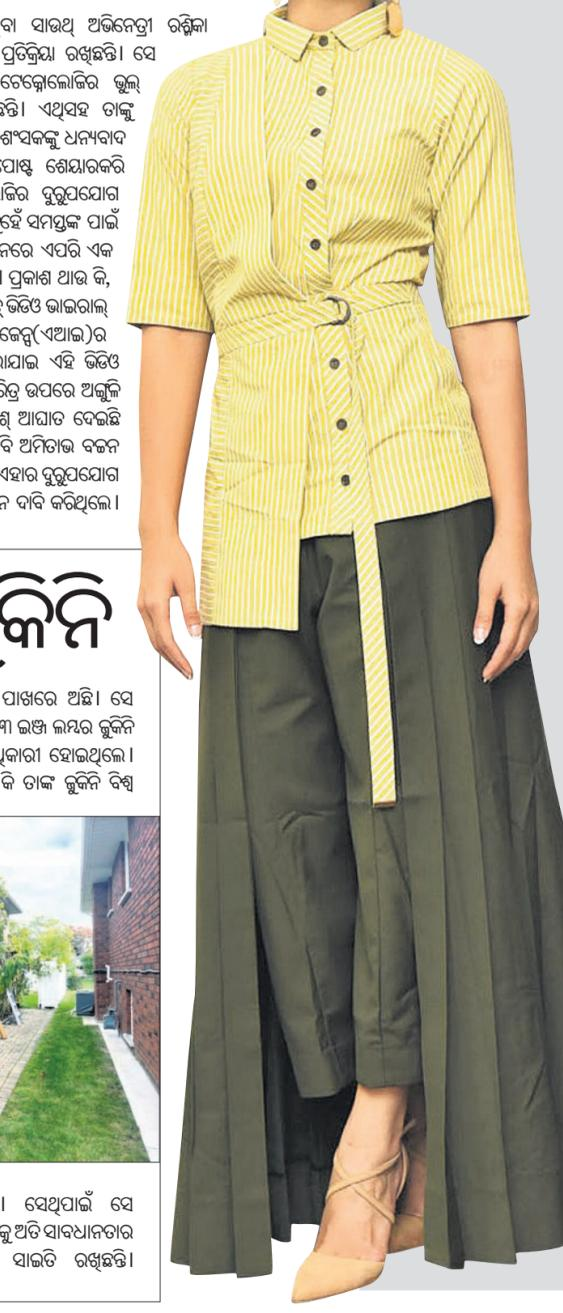 ବା ସାଉଥ୍ ଅଭିନେତ୍ରୀ ରଶ୍ମିକା
ପ୍ରତିକ୍ରିୟା ରଖିଛନ୍ତି। ସେ
ଟେକ୍ନୋଲୋଜିର ଭୁଲ୍
ଛନ୍ତି। ଏଥିସହ ତାଙ୍କୁ
ଶଂସକଙ୍କୁ ଧନ୍ୟବାଦ
ପୋଷ୍ଟ ଶେୟାରକରି
ଜିର ଦୁରୁପଯୋଗ
ହେଁ ସମସ୍ତଙ୍କ ପାଇଁ
ନରେ ଏପରି ଏକ
। ପ୍ରକାଶ ଥାଉ କି,
ଭିଡିଓ ଭାଇରାଲ୍
ଜେନ୍ସ(ଏଆଇ)ର
ାଯାଇ ଏହି ଭିଡିଓ
ରିତ୍ର ଉପରେ ଅଙ୍ଗୁଳି
ଶ୍ ଆଘାତ ଦେଇଛି
ବି ଅମିତାଭ ବଚ୍ଚନ
ଏହାର ଦୁରୁପଯୋଗ
ନ ଦାବି କରିଥିଲେ।
କିନି
ପାଖରେ ଅଛି। ସେ
୩ ଇଞ୍ଚ ଲମ୍ବର ଜୁକିନି
ଧିକାରୀ ହୋଇଥିଲେ।
କି ତାଙ୍କ ଜୁକିନି ବିଶ୍ୱ
। ସେଥିପାଇଁ ସେ
କୁ ଅତି ସାବଧାନତାର
ସାଇତି ରଖିଛନ୍ତି।